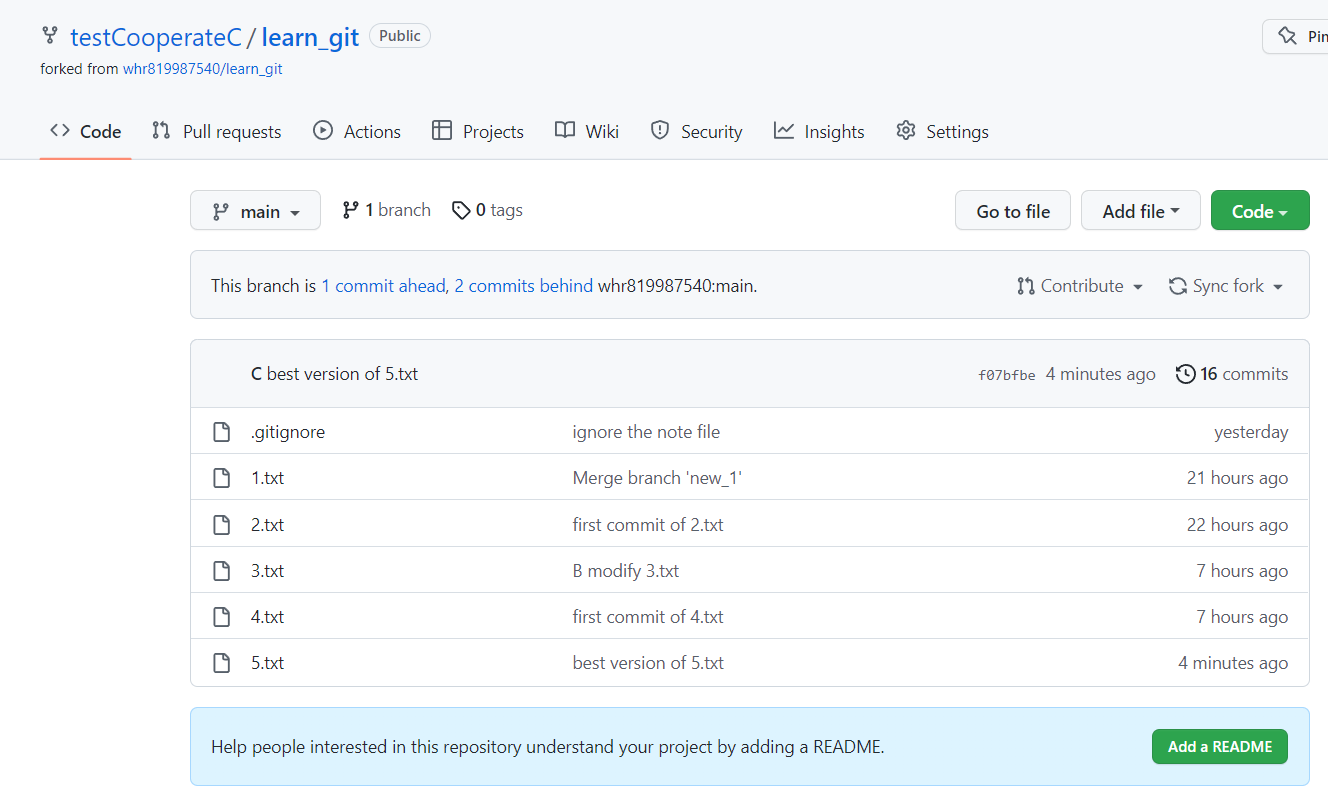 testCooperateC / learn_git Public
Pin
forked from whr819987540/learn_git
Code Pull requests Actions Projects Wiki Security Insights Settings
main 1 branch 0 tags Go to file Add file Code
This branch is 1 commit ahead, 2 commits behind whr819987540:main. Contribute Sync fork
C best version of 5.txt f07bfbe 4 minutes ago 16 commits
.gitignore ignore the note file yesterday
1.txt Merge branch 'new_1' 21 hours ago
2.txt first commit of 2.txt 22 hours ago
3.txt B modify 3.txt 7 hours ago
4.txt first commit of 4.txt 7 hours ago
5.txt best version of 5.txt 4 minutes ago
Help people interested in this repository understand your project by adding a README. Add a README